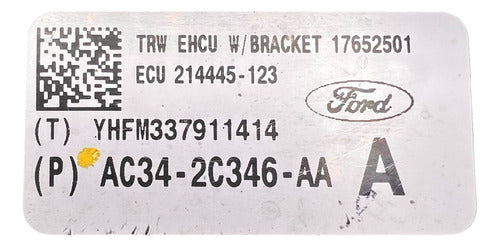 TRW EHCU W/BRACKET 17652501
ECU 214445-123
Ford
(T) YHFM337911414
(P) AC34-2C346-AA A